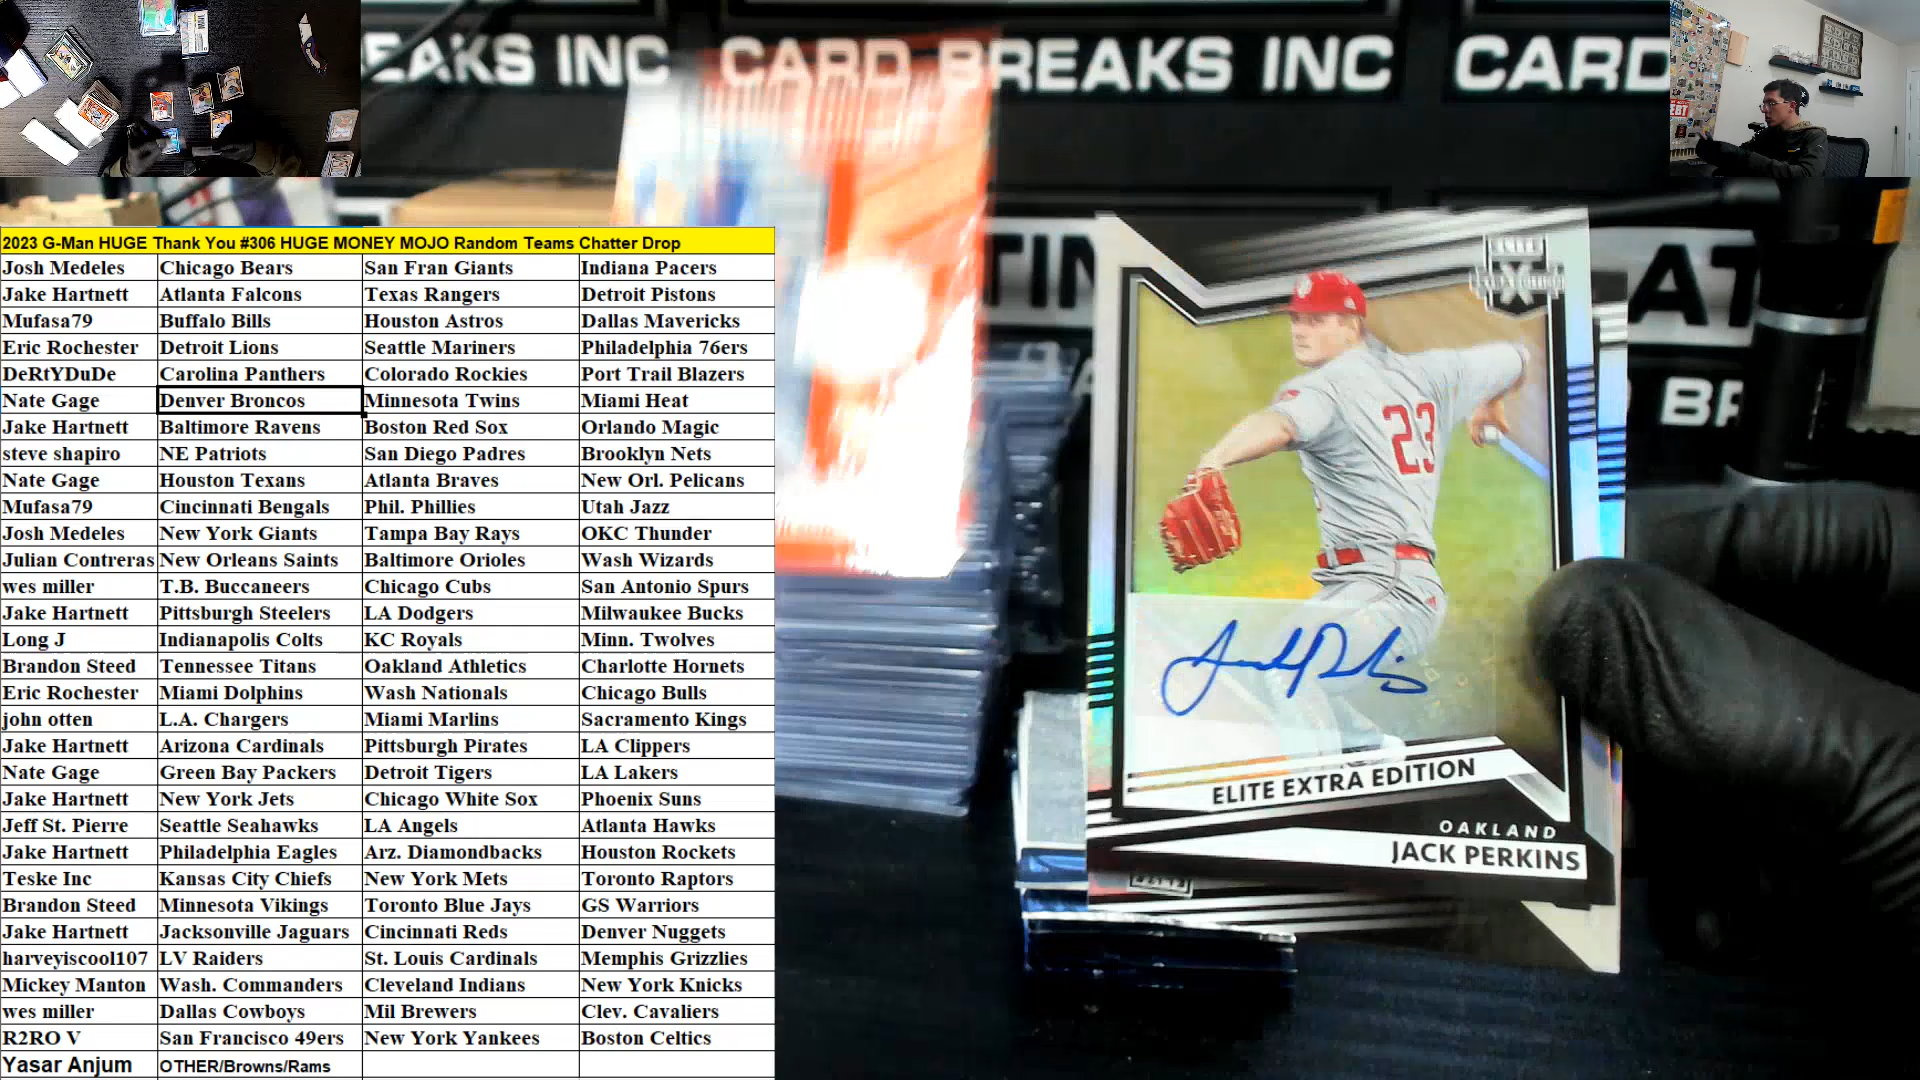 EAKS INC CARD BREAKS INC CARD
2023 G-Man HUGE Thank You #306 HUGE MONEY MOJO Random Teams Chatter Drop
Josh Medeles Chicago Bears San Fran Giants Indiana Pacers
Jake Hartnett Atlanta Falcons Texas Rangers Detroit Pistons
Mufasa79 Buffalo Bills Houston Astros Dallas Mavericks
Eric Rochester Detroit Lions Seattle Mariners Philadelphia 76ers
DeRtYDuDe Carolina Panthers Colorado Rockies Port Trail Blazers
Nate Gage Denver Broncos Minnesota Twins Miami Heat
Jake Hartnett Baltimore Ravens Boston Red Sox Orlando Magic
steve shapiro NE Patriots San Diego Padres Brooklyn Nets
Nate Gage Houston Texans Atlanta Braves New Orl. Pelicans
Mufasa79 Cincinnati Bengals Phil. Phillies Utah Jazz
Josh Medeles New York Giants Tampa Bay Rays OKC Thunder
Julian Contreras New Orleans Saints Baltimore Orioles Wash Wizards
wes miller T.B. Buccaneers Chicago Cubs San Antonio Spurs
Jake Hartnett Pittsburgh Steelers LA Dodgers Milwaukee Bucks
Long J Indianapolis Colts KC Royals Minn. Twolves
Brandon Steed Tennessee Titans Oakland Athletics Charlotte Hornets
Eric Rochester Miami Dolphins Wash Nationals Chicago Bulls
john otten L.A. Chargers Miami Marlins Sacramento Kings
Jake Hartnett Arizona Cardinals Pittsburgh Pirates LA Clippers
Nate Gage Green Bay Packers Detroit Tigers LA Lakers
Jake Hartnett New York Jets Chicago White Sox Phoenix Suns
Jeff St. Pierre Seattle Seahawks LA Angels Atlanta Hawks
Jake Hartnett Philadelphia Eagles Arz. Diamondbacks Houston Rockets
Teske Inc Kansas City Chiefs New York Mets Toronto Raptors
Brandon Steed Minnesota Vikings Toronto Blue Jays GS Warriors
Jake Hartnett Jacksonville Jaguars Cincinnati Reds Denver Nuggets
harveyiscool107 LV Raiders St. Louis Cardinals Memphis Grizzlies
Mickey Manton Wash. Commanders Cleveland Indians New York Knicks
wes miller Dallas Cowboys Mil Brewers Clev. Cavaliers
R2RO V San Francisco 49ers New York Yankees Boston Celtics
Yasar Anjum OTHER/Browns/Rams
23
ELITE EXTRA EDITION
OAKLAND
JACK PERKINS